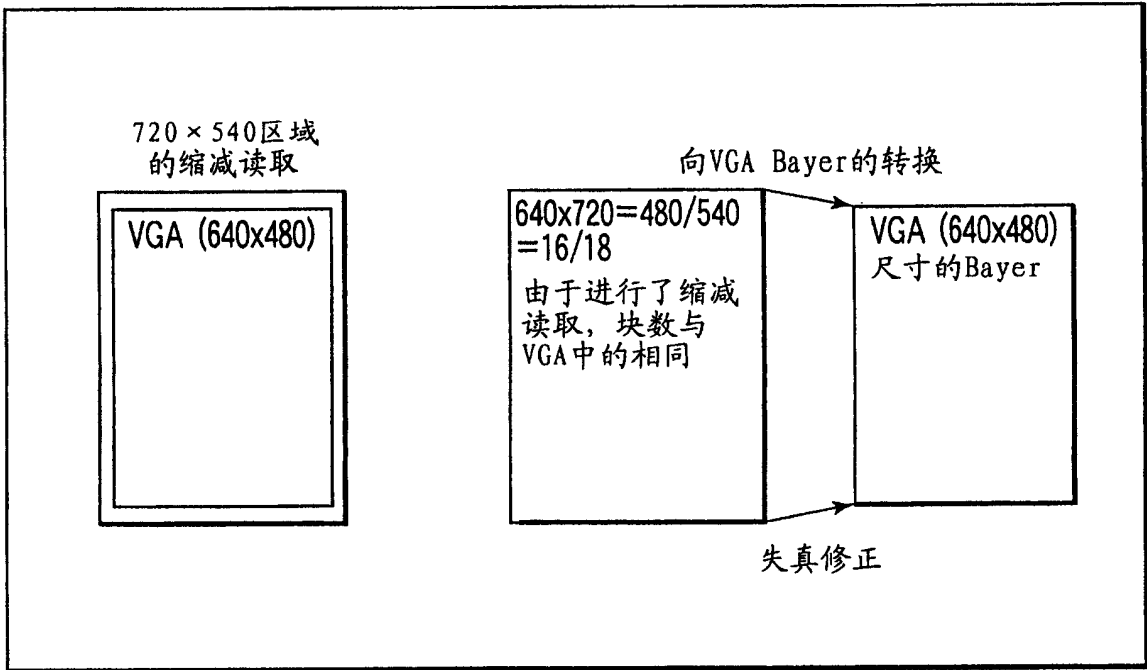 720×540区域
的缩减读取
VGA (640x480)
向VGA Bayer的转换
640x720=480/540
=16/18
由于进行了缩减
读取，块数与
VGA中的相同
VGA (640x480)
尺寸的Bayer
失真修正